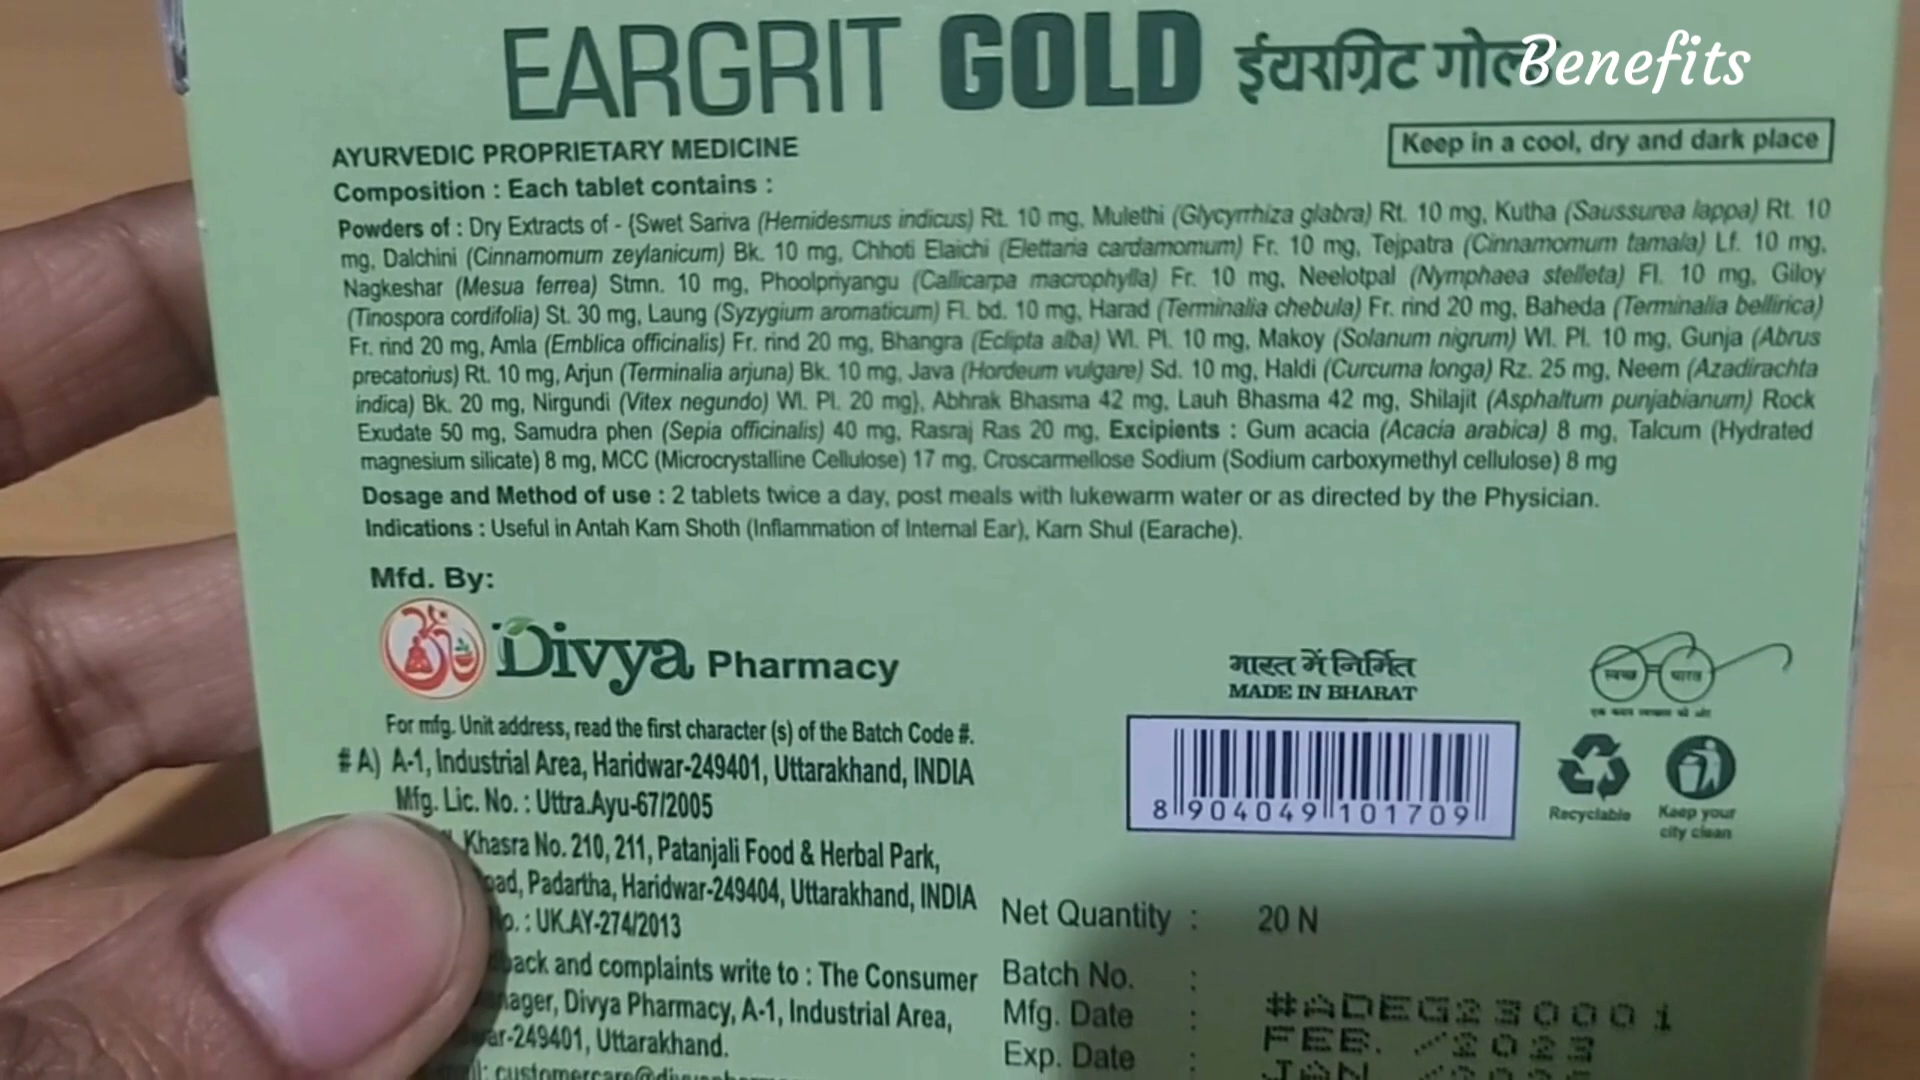 EARGRIT GOLD ईयरग्रिट
Benefits
AYURVEDIC PROPRIETARY MEDICINE
Keep in a cool, dry and dark place
Composition : Each tablet contains :
Powders of : Dry Extracts of - {Swet Sariva (Hemidesmus indicus) Rt. 10 mg, Mulethi (Glycyrrhiza glabra) Rt. 10 mg, Kutha (Saussurea lappa) Rt. 10
mg, Dalchini (Cinnamomum zeylanicum) Bk. 10 mg, Chhoti Elaichi (Elettaria cardamomum) Fr. 10 mg, Tejpatra (Cinnamomum tamala) Lf. 10 mg,
Nagkeshar (Mesua ferrea) Stmn. 10 mg, Phoolpriyangu (Callicarpa macrophylla) Fr. 10 mg, Neelotpal (Nymphaea stelleta) Fl. 10 mg, Giloy
(Tinospora cordifolia) St. 30 mg, Laung (Syzygium aromaticum) Fl. bd. 10 mg, Harad (Terminalia chebula) Fr. rind 20 mg, Baheda (Terminalia bellirica)
Fr. rind 20 mg, Amla (Emblica officinalis) Fr. rind 20 mg, Bhangra (Eclipta alba) Wl. Pl. 10 mg, Makoy (Solanum nigrum) Wl. Pl. 10 mg, Gunja (Abrus
precatorius) Rt. 10 mg, Arjun (Terminalia arjuna) Bk. 10 mg, Java (Hordeum vulgare) Sd. 10 mg, Haldi (Curcuma longa) Rz. 25 mg, Neem (Azadirachta
indica) Bk. 20 mg, Nirgundi (Vitex negundo) Wl. Pl. 20 mg}, Abhrak Bhasma 42 mg, Lauh Bhasma 42 mg, Shilajit (Asphaltum punjabianum) Rock
Exudate 50 mg, Samudra phen (Sepia officinalis) 40 mg, Rasraj Ras 20 mg, Excipients : Gum acacia (Acacia arabica) 8 mg, Talcum (Hydrated
magnesium silicate) 8 mg, MCC (Microcrystalline Cellulose) 17 mg, Croscarmellose Sodium (Sodium carboxymethyl cellulose) 8 mg
Dosage and Method of use : 2 tablets twice a day, post meals with lukewarm water or as directed by the Physician.
Indications : Useful in Antah Karn Shoth (Inflammation of Internal Ear), Karn Shul (Earache).
Mfd. By:
Divya Pharmacy
For mfg. Unit address, read the first character (s) of the Batch Code #.
# A) A-1, Industrial Area, Haridwar-249401, Uttarakhand, INDIA
Mfg. Lic. No. : Uttra.Ayu-67/2005
Khasra No. 210, 211, Patanjali Food & Herbal Park,
Padartha, Haridwar-249404, Uttarakhand, INDIA
: UK.AY-274/2013
and complaints write to : The Consumer
Divya Pharmacy, A-1, Industrial Area,
249401, Uttarakhand.
भारत में निर्मित
MADE IN BHARAT
8 904049 101709
स्वच्छ भारत
एक कदम स्वच्छता की ओर
Recyclable
Keep your
city clean
Net Quantity : 20 N
Batch No. : #ADEG230001
Mfg. Date : FEB. /2023
Exp. Date : JAN